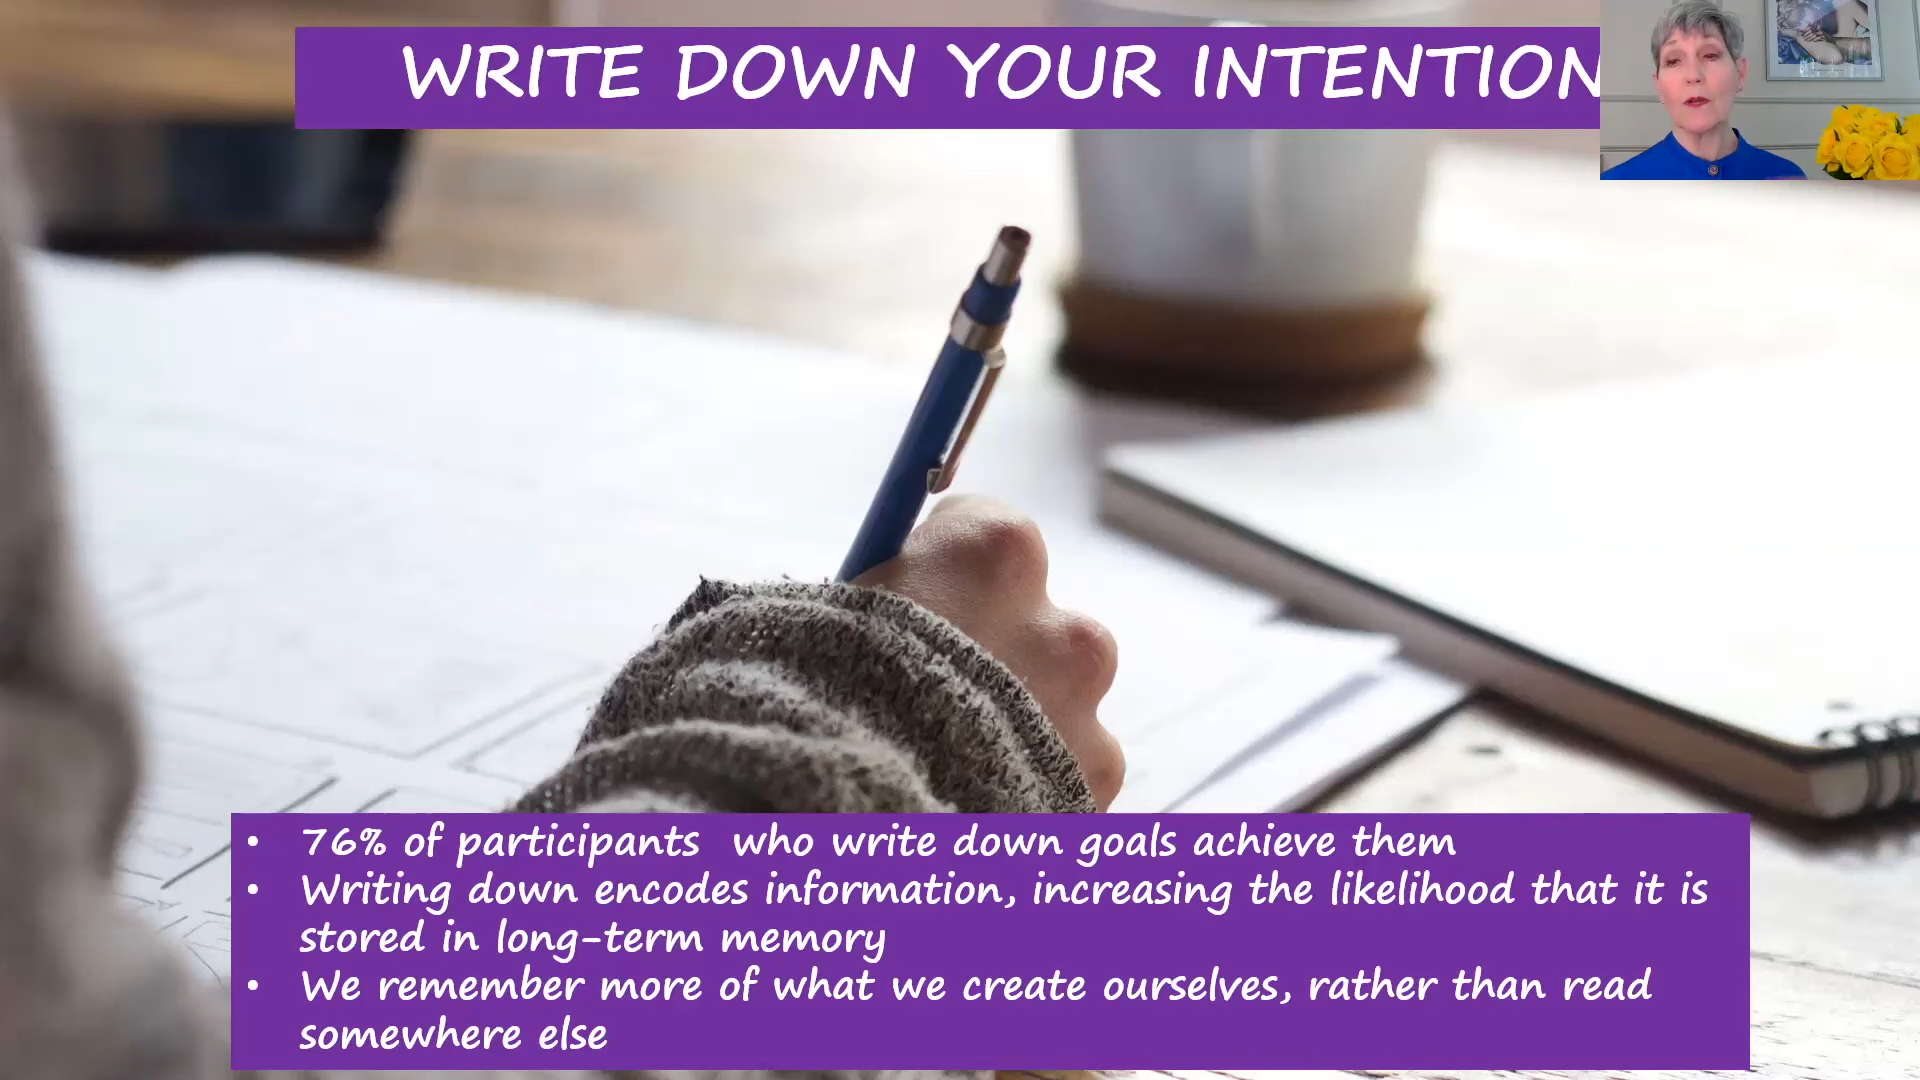 WRITE DOWN YOUR INTENTION
• 76% of participants  who write down goals achieve them
• Writing down encodes information, increasing the likelihood that it is
stored in long-term memory
• We remember more of what we create ourselves, rather than read
somewhere else